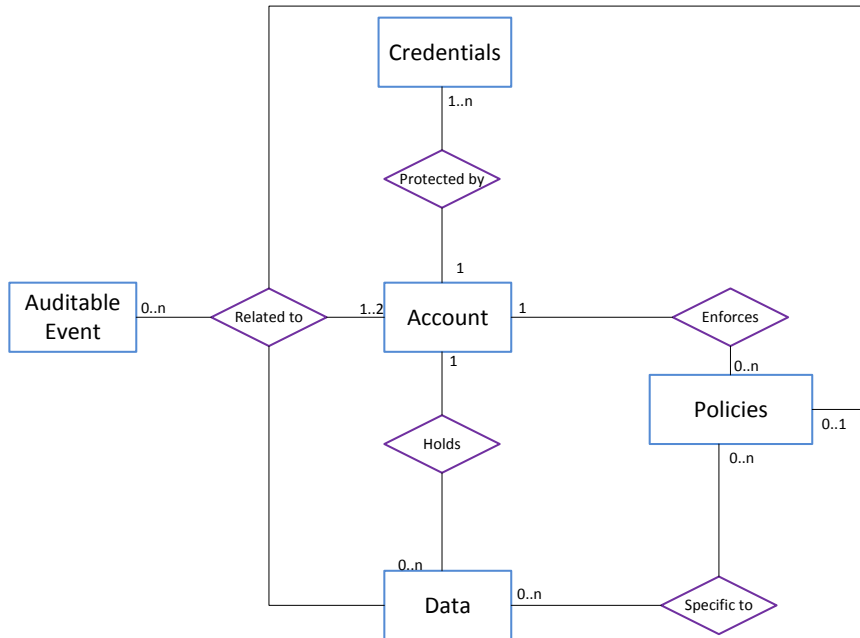 Credentials
1..n
Protected by
1
Auditable
Event
0..n
Related to
1..2
Account
1
Enforces
0..n
1
Policies
0..1
Holds
0..n
0..n
Data
0..n
Specific to